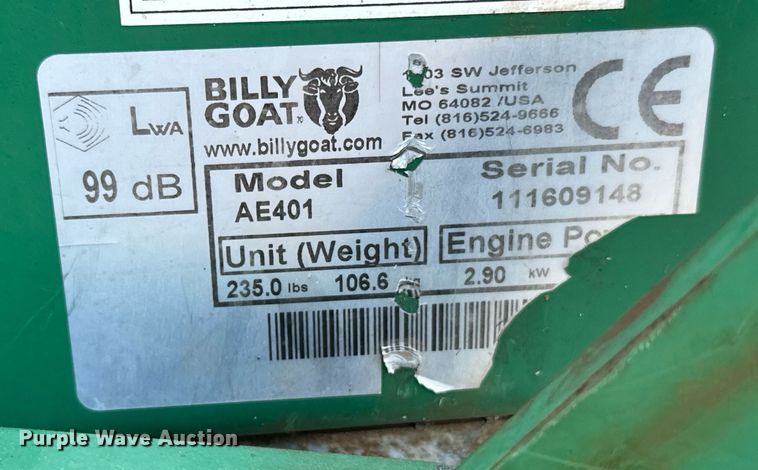 BILLY GOAT
www.billygoat.com
SW Jefferson
Lee's Summit
MO 64082 /USA
Tel (816)524-9666
Fax (816)524-6983
CE
LWA
99 dB
Model
AE401
Serial No.
111609148
Unit (Weight)
235.0 lbs 106.6
Engine
2.90 kW
Purple Wave Auction